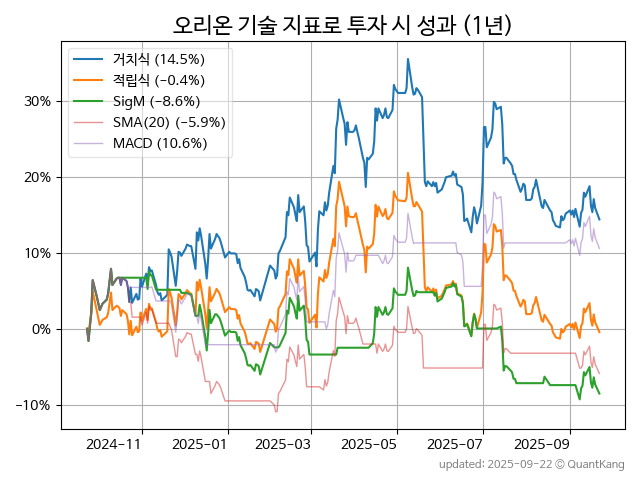 오리온 기술 지표로 투자 시 성과 (1년)
거치식 (14.5%)
적립식 (−0.4%)
SigM (−8.6%)
SMA(20) (−5.9%)
MACD (10.6%)
30%
20%
10%
0%
−10%
2024-11 2025-01 2025-03 2025-05 2025-07 2025-09
updated: 2025-09-22 © QuantKang